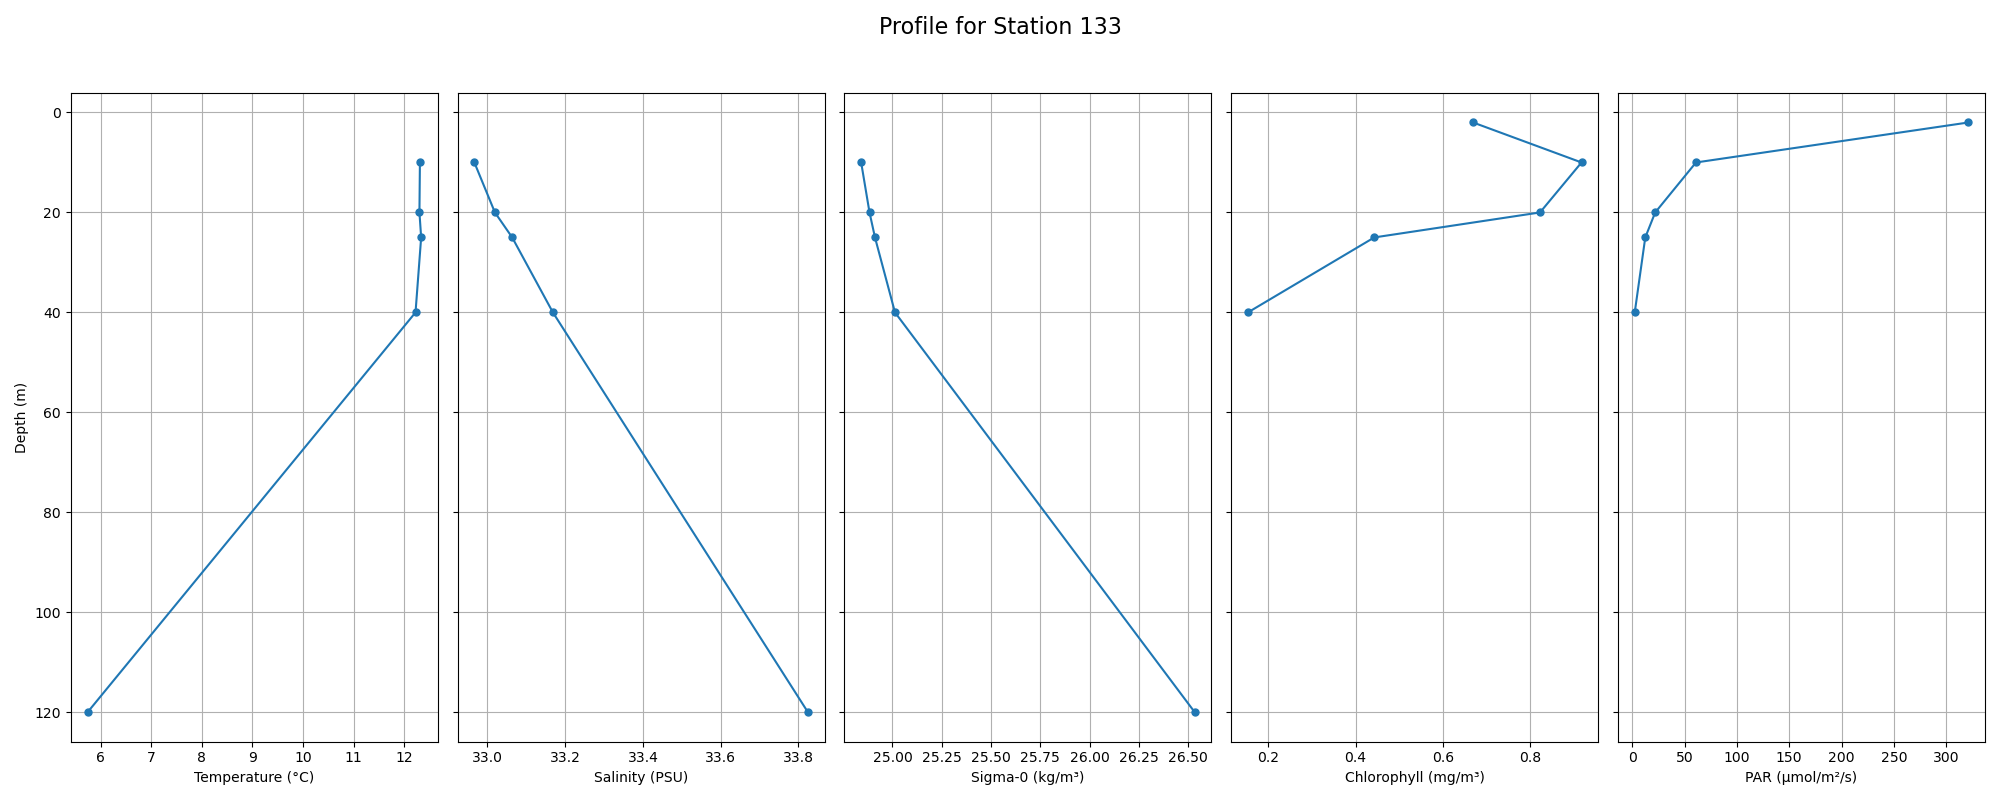 Profile for Station 133
Depth (m)
0
20
40
60
80
100
120
6 7 8 9 10 11 12
Temperature (°C)
33.0 33.2 33.4 33.6 33.8
Salinity (PSU)
25.00 25.25 25.50 25.75 26.00 26.25 26.50
Sigma-0 (kg/m³)
0.2 0.4 0.6 0.8
Chlorophyll (mg/m³)
0 50 100 150 200 250 300
PAR (μmol/m²/s)